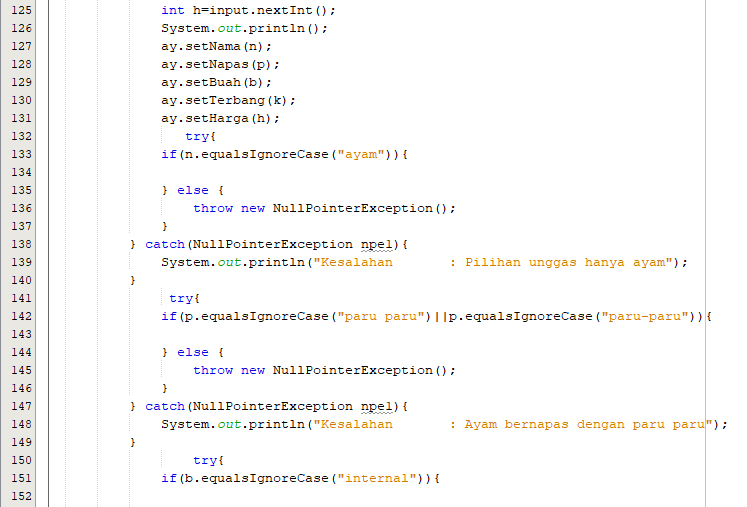 125 int h=input.nextInt();
126 System.out.println();
127 ay.setNama(n);
128 ay.setNapas(p);
129 ay.setBuah(b);
130 ay.setTerbang(k);
131 ay.setHarga(h);
132 try{
133 if(n.equalsIgnoreCase("ayam")){
134
135 } else {
136 throw new NullPointerException();
137 }
138 } catch(NullPointerException npe1){
139 System.out.println("Kesalahan       : Pilihan unggas hanya ayam");
140 }
141 try{
142 if(p.equalsIgnoreCase("paru paru")||p.equalsIgnoreCase("paru-paru")){
143
144 } else {
145 throw new NullPointerException();
146 }
147 } catch(NullPointerException npe1){
148 System.out.println("Kesalahan       : Ayam bernapas dengan paru paru");
149 }
150 try{
151 if(b.equalsIgnoreCase("internal")){
152